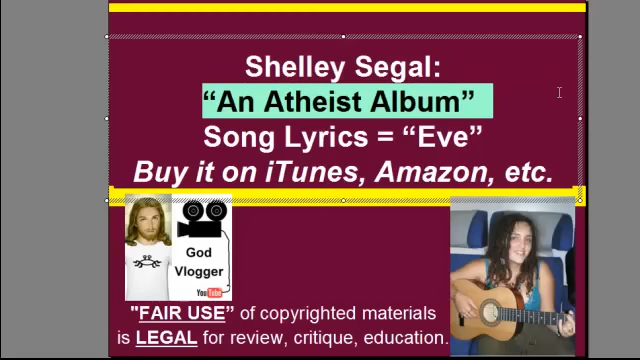 Shelley Segal:
“An Atheist Album”
Song Lyrics = “Eve”
Buy it on iTunes, Amazon, etc.
God
Vlogger
YouTube
"FAIR USE” of copyrighted materials
is LEGAL for review, critique, education.